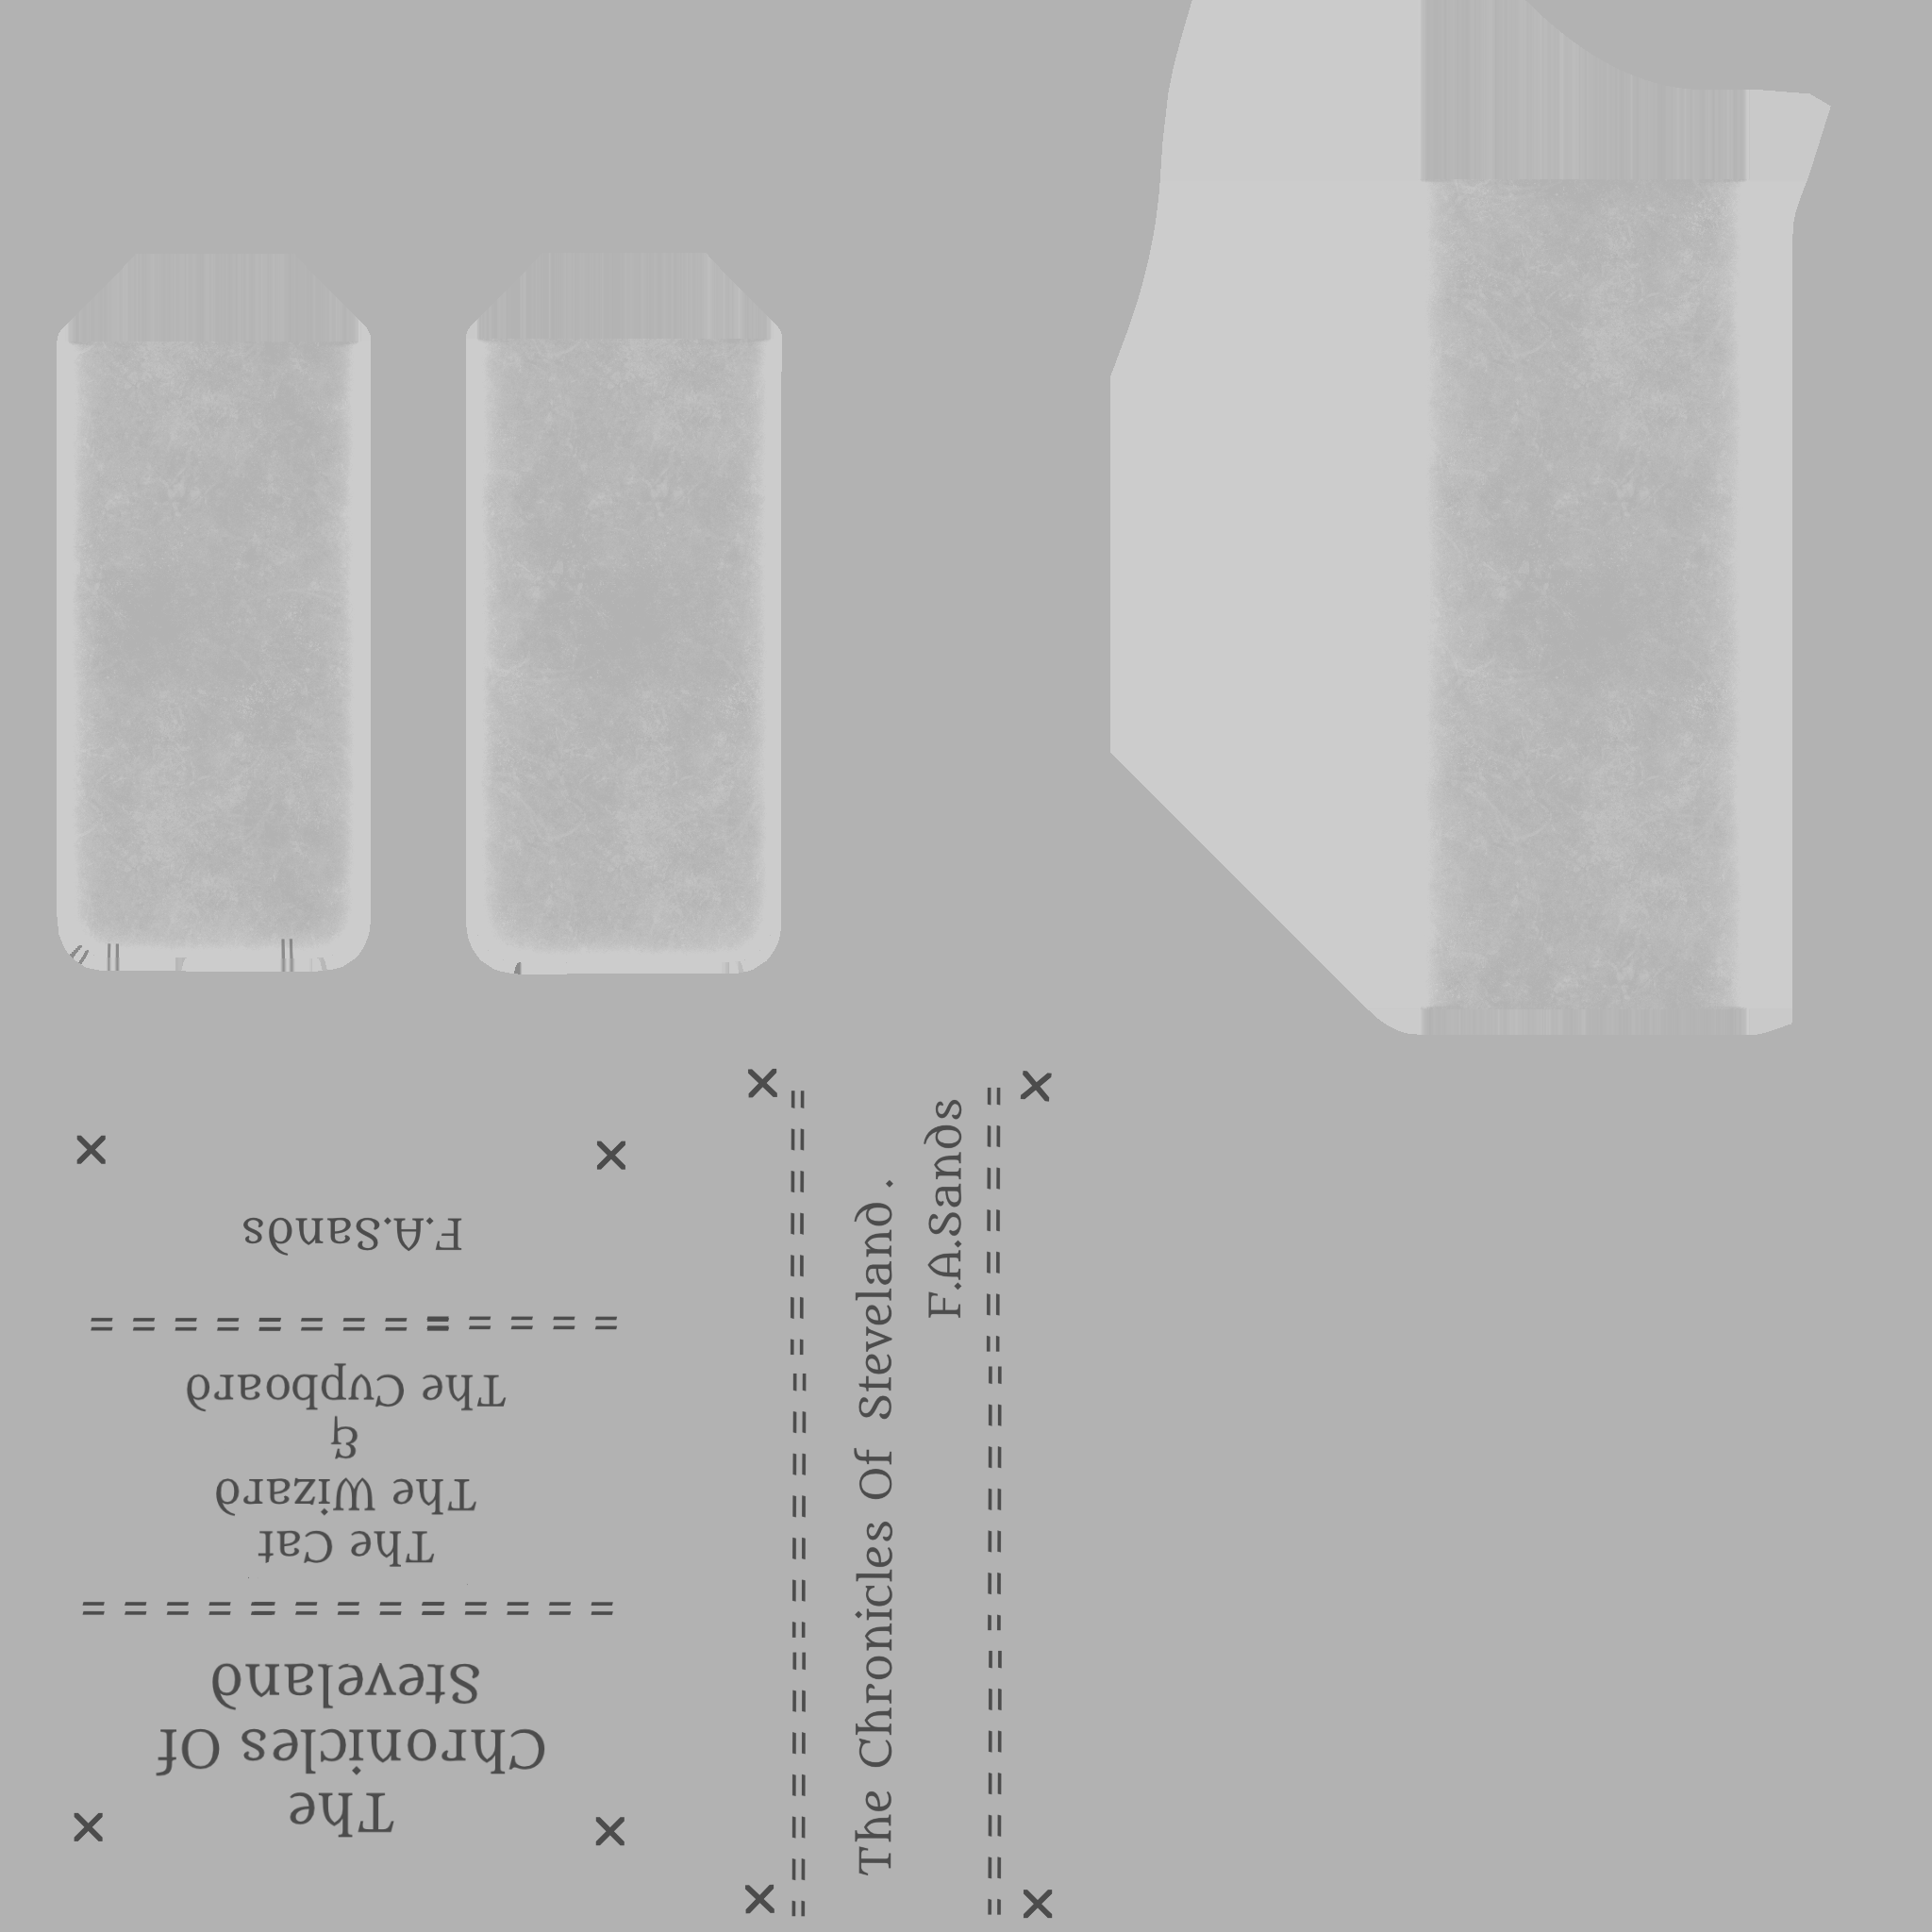 The
Chronicles Of
Steveland
= = = = = = = = = = = = =
The Cat
The Wizard
&
The Cupboard
= = = = = = = = = = = = =
F.A.Sands
The Chronicles Of Steveland.
F.A.Sands